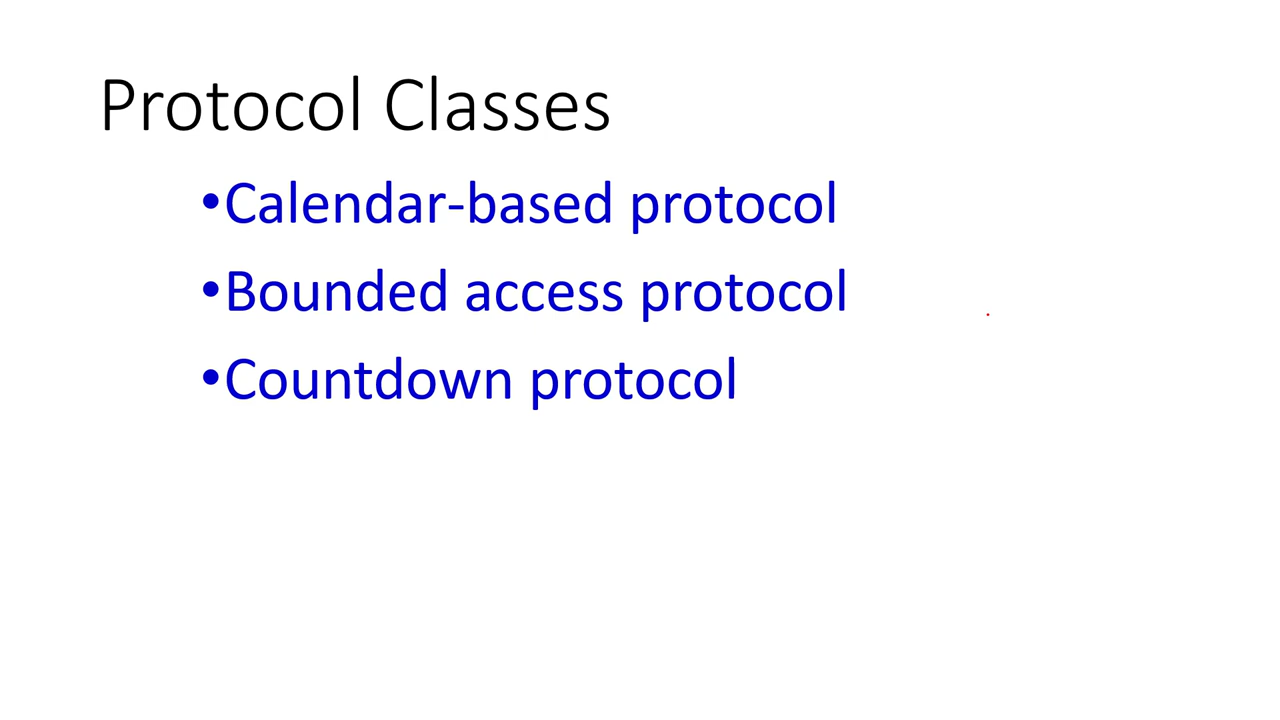 Protocol Classes
•Calendar-based protocol
•Bounded access protocol
•Countdown protocol